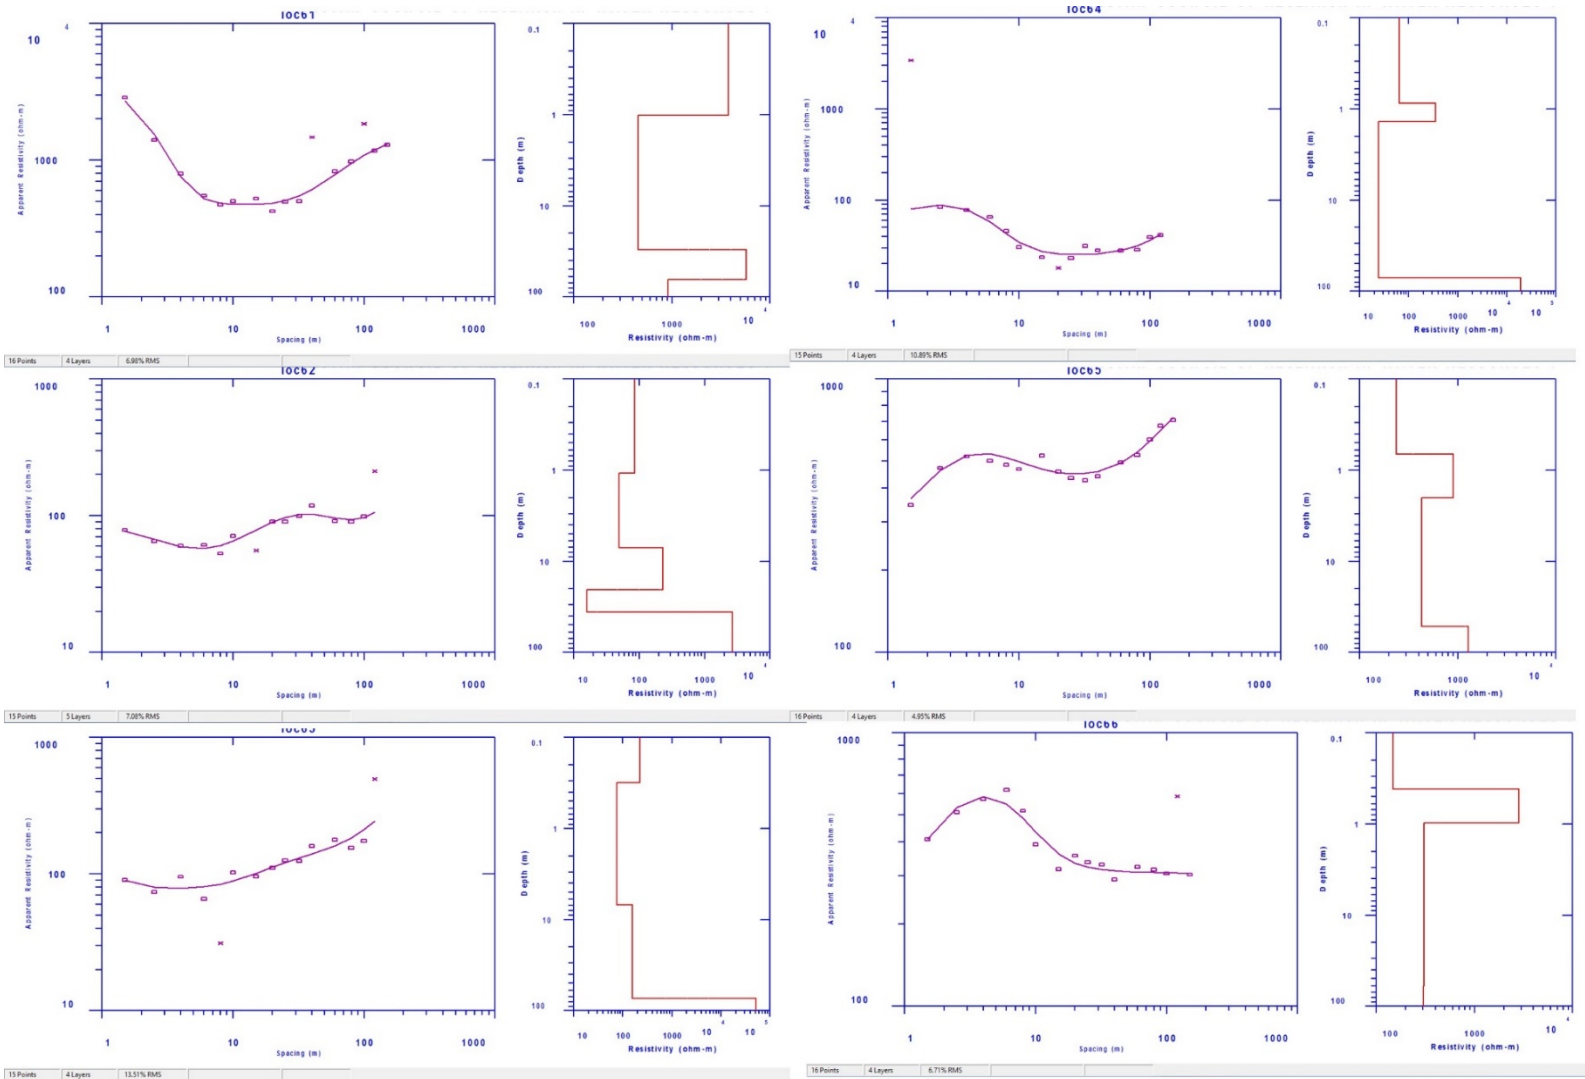 loc61
10 4
1000
100
Apparent Resistivity (ohm-m)
1 10 100 1000
Spacing (m)
0.1
1
10
100
Depth (m)
100 1000 10 4
Resistivity (ohm-m)
16 Points 4 Layers 6.98% RMS
loc64
10 4
1000
100
10
Apparent Resistivity (ohm-m)
1 10 100 1000
Spacing (m)
0.1
1
10
100
Depth (m)
10 100 1000 10 4 10 5
Resistivity (ohm-m)
15 Points 4 Layers 10.89% RMS
loc62
1000
100
10
Apparent Resistivity (ohm-m)
1 10 100 1000
Spacing (m)
0.1
1
10
100
Depth (m)
10 100 1000 10 4
Resistivity (ohm-m)
15 Points 5 Layers 7.08% RMS
loc65
1000
100
Apparent Resistivity (ohm-m)
1 10 100 1000
Spacing (m)
0.1
1
10
100
Depth (m)
100 1000 10 4
Resistivity (ohm-m)
16 Points 4 Layers 4.95% RMS
loc63
1000
100
10
Apparent Resistivity (ohm-m)
1 10 100 1000
Spacing (m)
0.1
1
10
100
Depth (m)
10 100 1000 10 4 10 5
Resistivity (ohm-m)
15 Points 4 Layers 13.51% RMS
loc66
1000
100
Apparent Resistivity (ohm-m)
1 10 100 1000
Spacing (m)
0.1
1
10
100
Depth (m)
100 1000 10 4
Resistivity (ohm-m)
16 Points 4 Layers 6.71% RMS